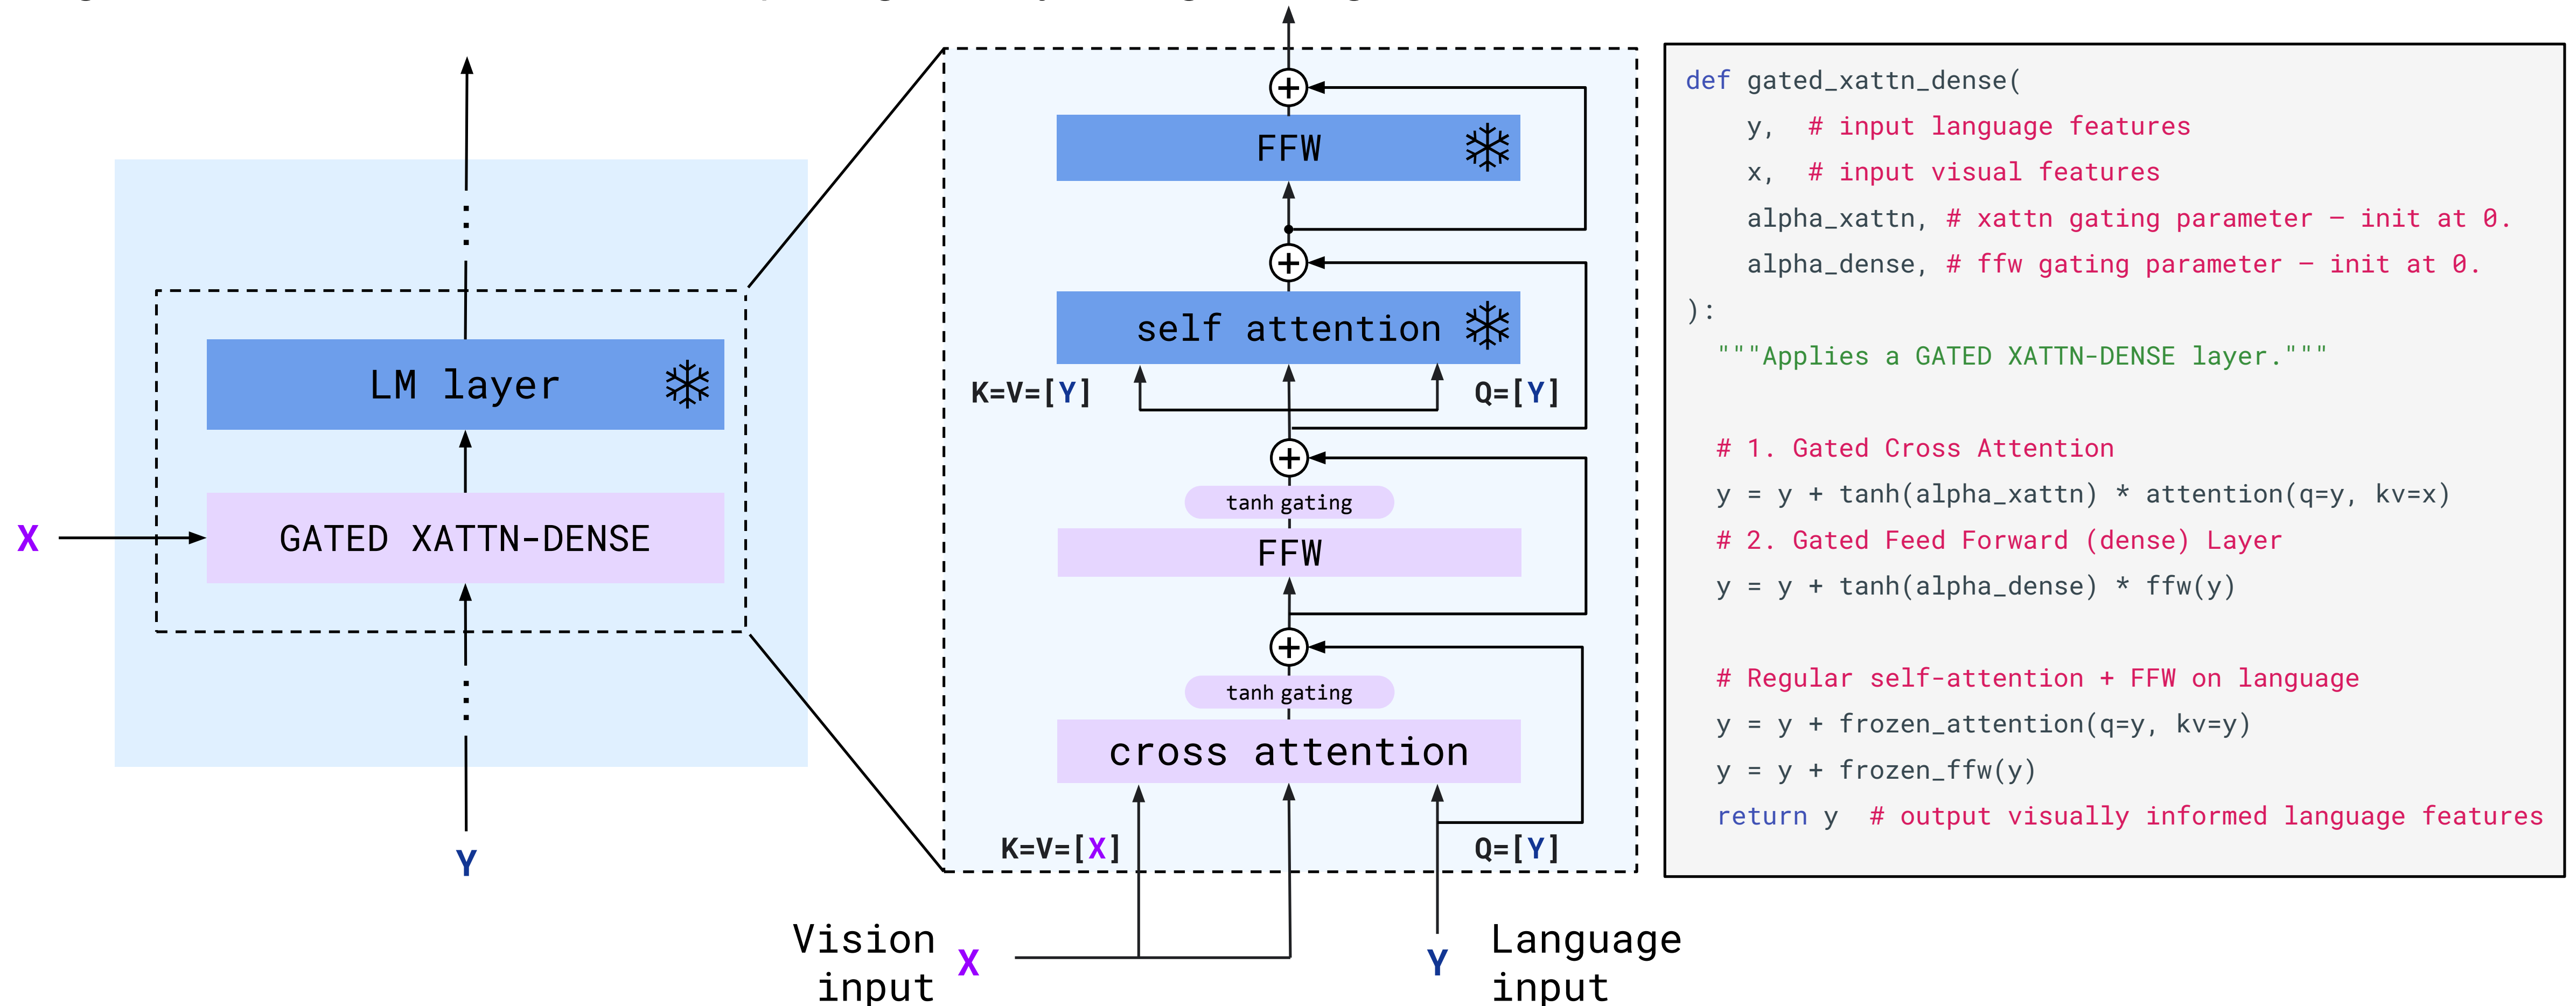 LM layer
GATED XATTN-DENSE
X
Y
FFW
self attention
K=V=[Y]
Q=[Y]
tanh gating
FFW
tanh gating
cross attention
K=V=[X]
Q=[Y]
Vision
input
X
Y
Language
input
def gated_xattn_dense(
y, # input language features
x, # input visual features
alpha_xattn, # xattn gating parameter – init at 0.
alpha_dense, # ffw gating parameter – init at 0.
):
"""Applies a GATED XATTN-DENSE layer."""
# 1. Gated Cross Attention
y = y + tanh(alpha_xattn) * attention(q=y, kv=x)
# 2. Gated Feed Forward (dense) Layer
y = y + tanh(alpha_dense) * ffw(y)
# Regular self-attention + FFW on language
y = y + frozen_attention(q=y, kv=y)
y = y + frozen_ffw(y)
return y # output visually informed language features